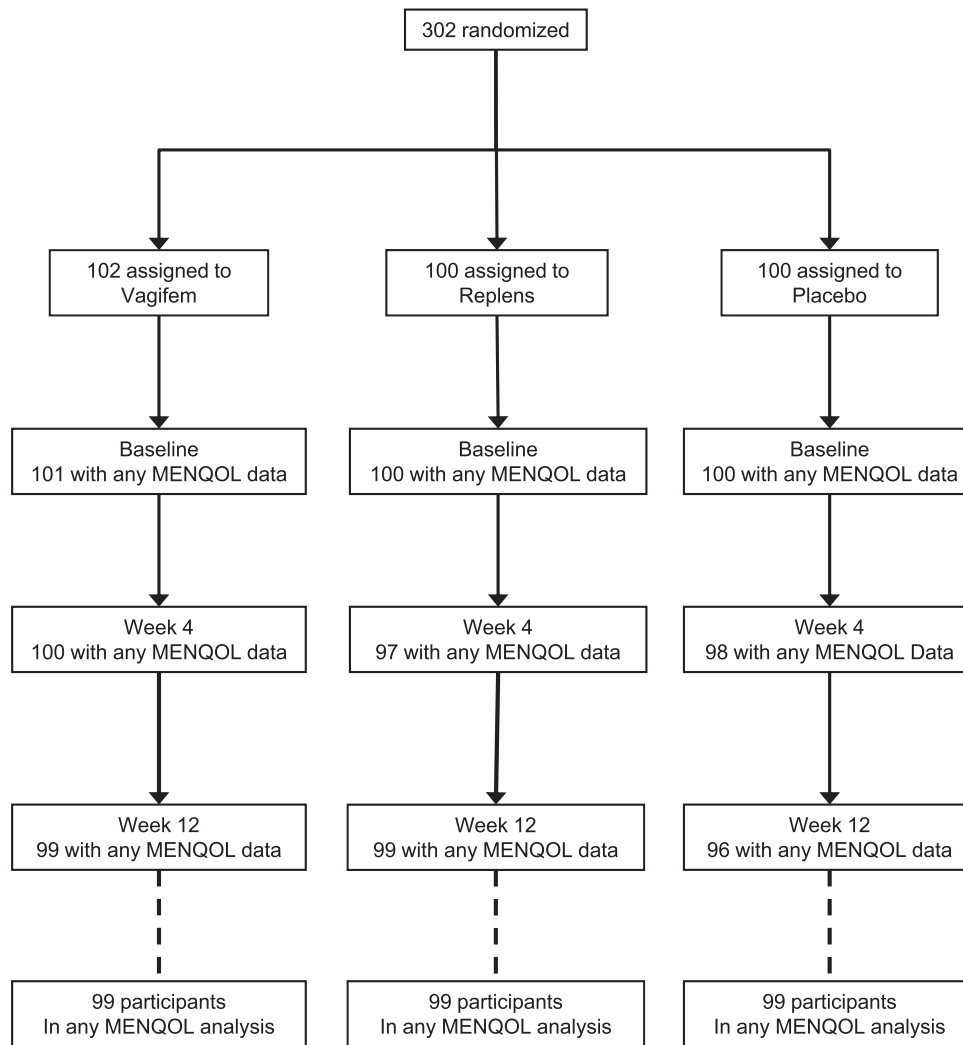 302 randomized
102 assigned to
Vagifem
100 assigned to
Replens
100 assigned to
Placebo
Baseline
101 with any MENQOL data
Baseline
100 with any MENQOL data
Baseline
100 with any MENQOL data
Week 4
100 with any MENQOL data
Week 4
97 with any MENQOL data
Week 4
98 with any MENQOL Data
Week 12
99 with any MENQOL data
Week 12
99 with any MENQOL data
Week 12
96 with any MENQOL data
99 participants
In any MENQOL analysis
99 participants
In any MENQOL analysis
99 participants
In any MENQOL analysis